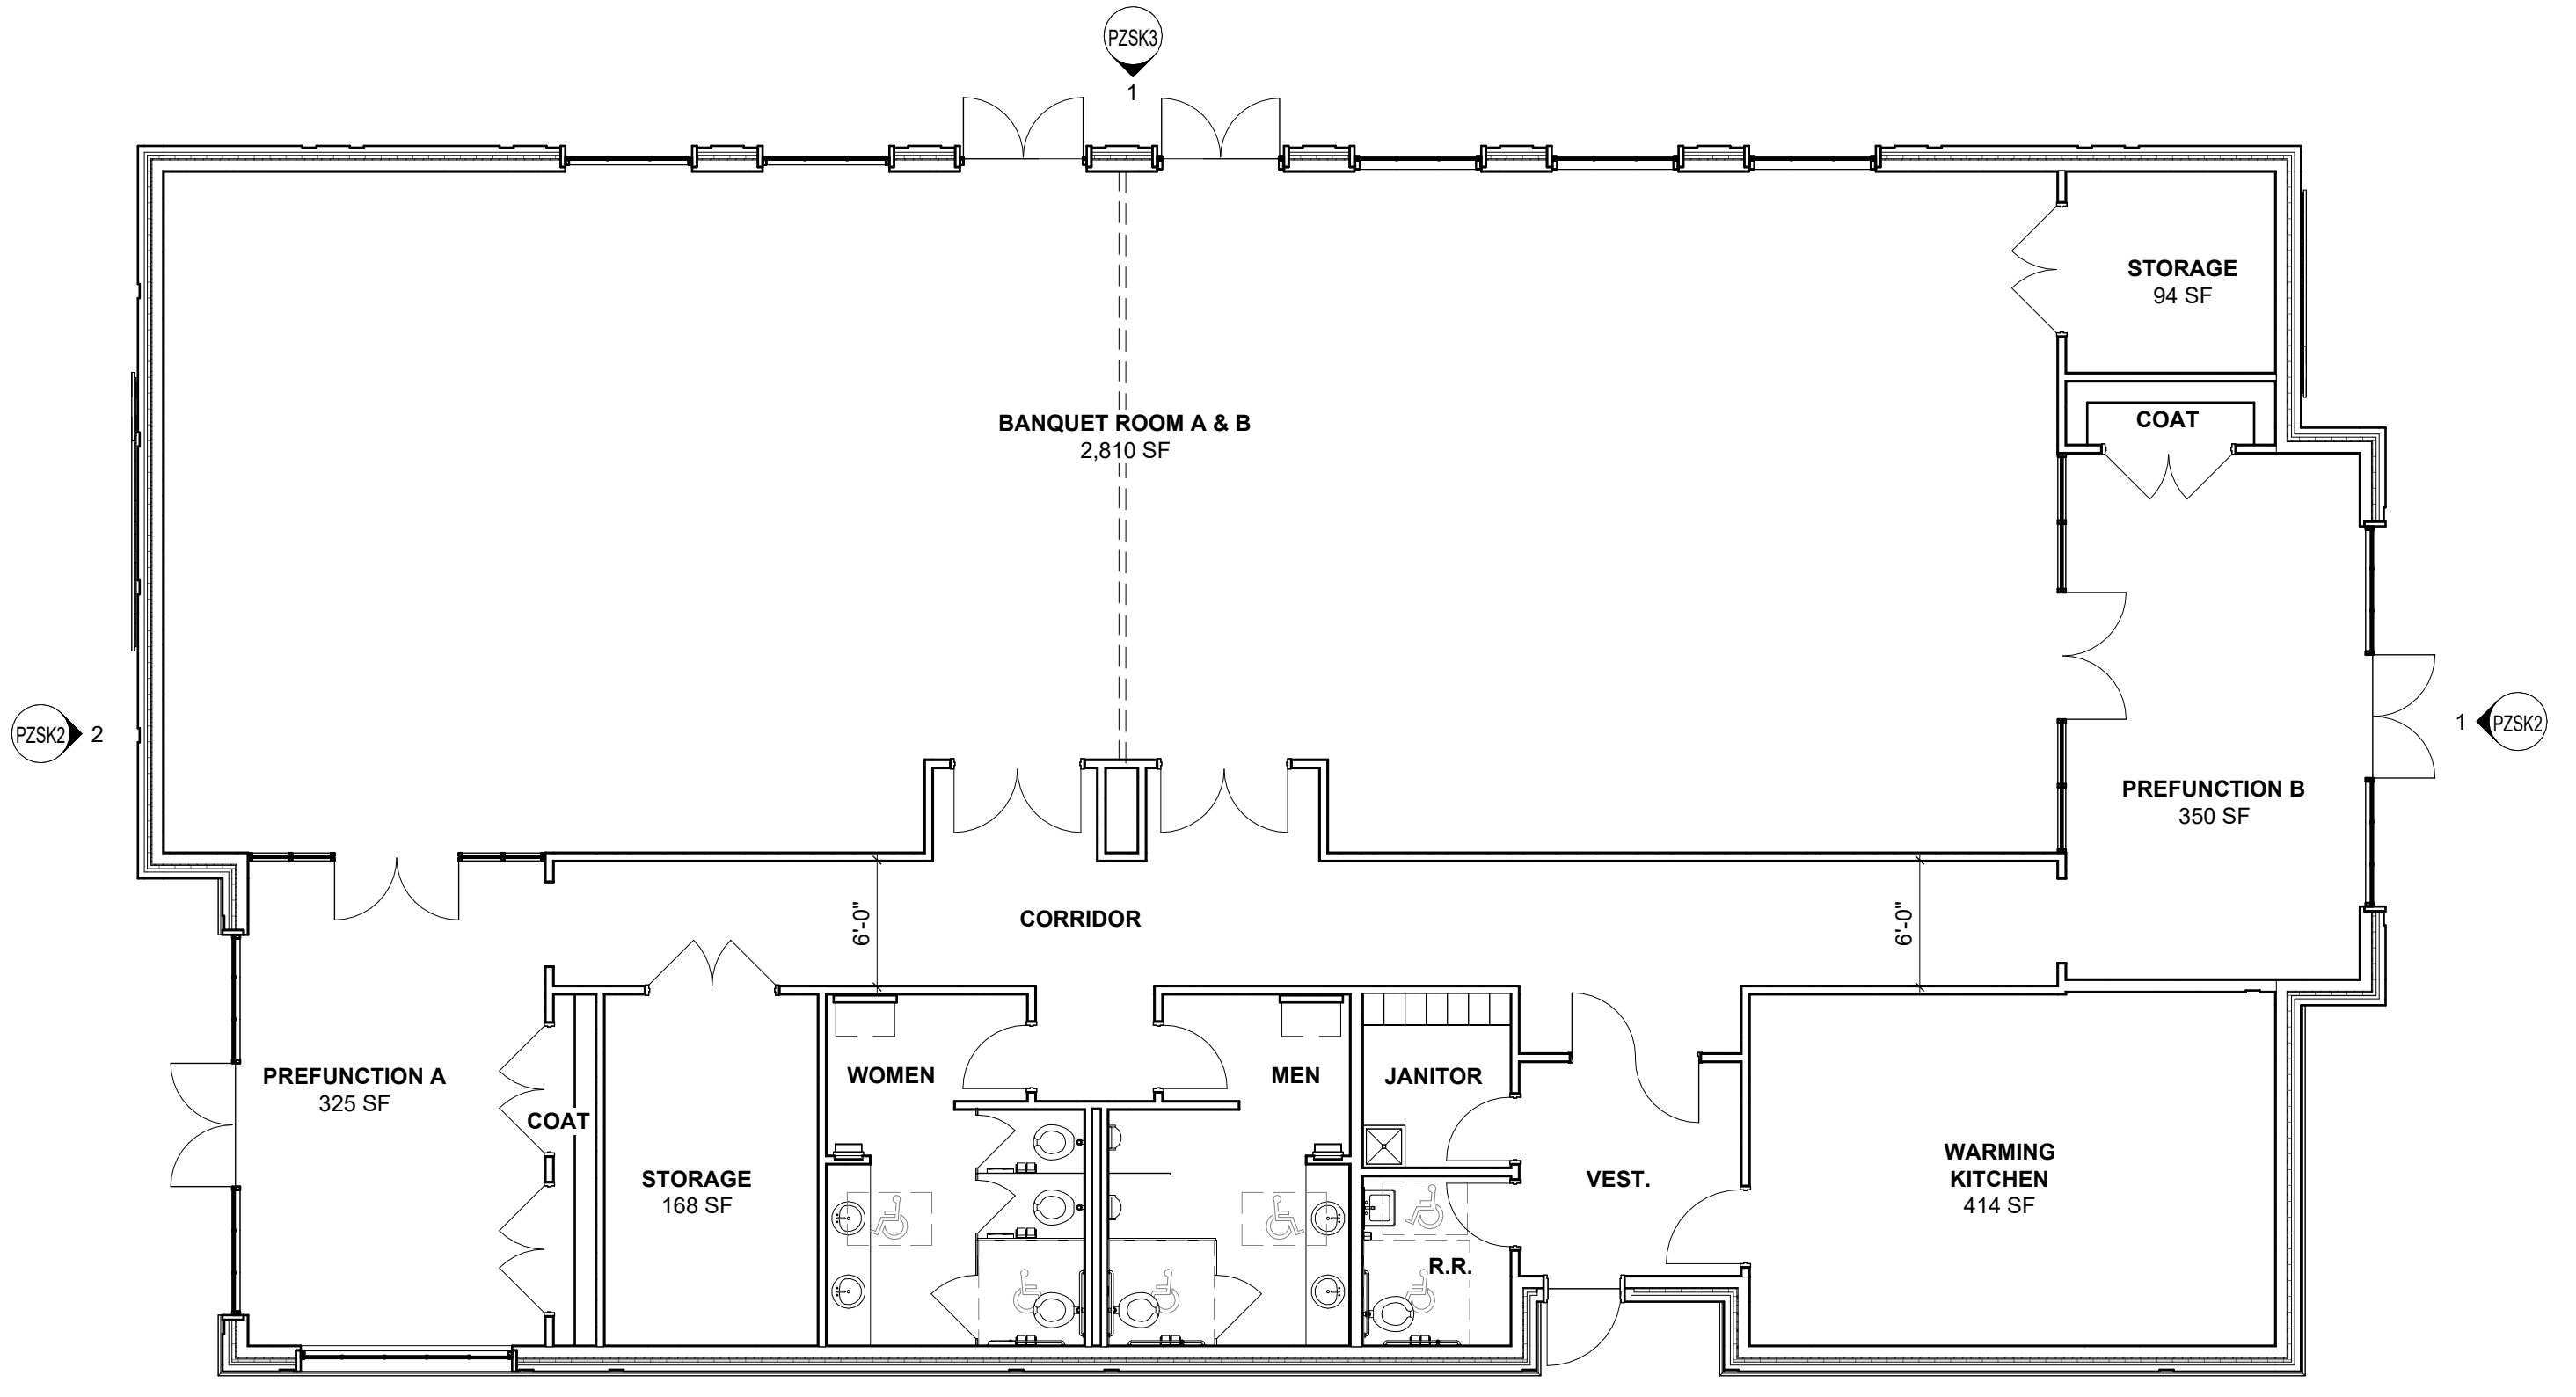 PZSK3
1
STORAGE
94 SF
COAT
BANQUET ROOM A & B
2,810 SF
PZSK2
2
1
PZSK2
PREFUNCTION B
350 SF
6'-0"
CORRIDOR
6'-0"
PREFUNCTION A
325 SF
COAT
STORAGE
168 SF
WOMEN
MEN
JANITOR
VEST.
R.R.
WARMING
KITCHEN
414 SF